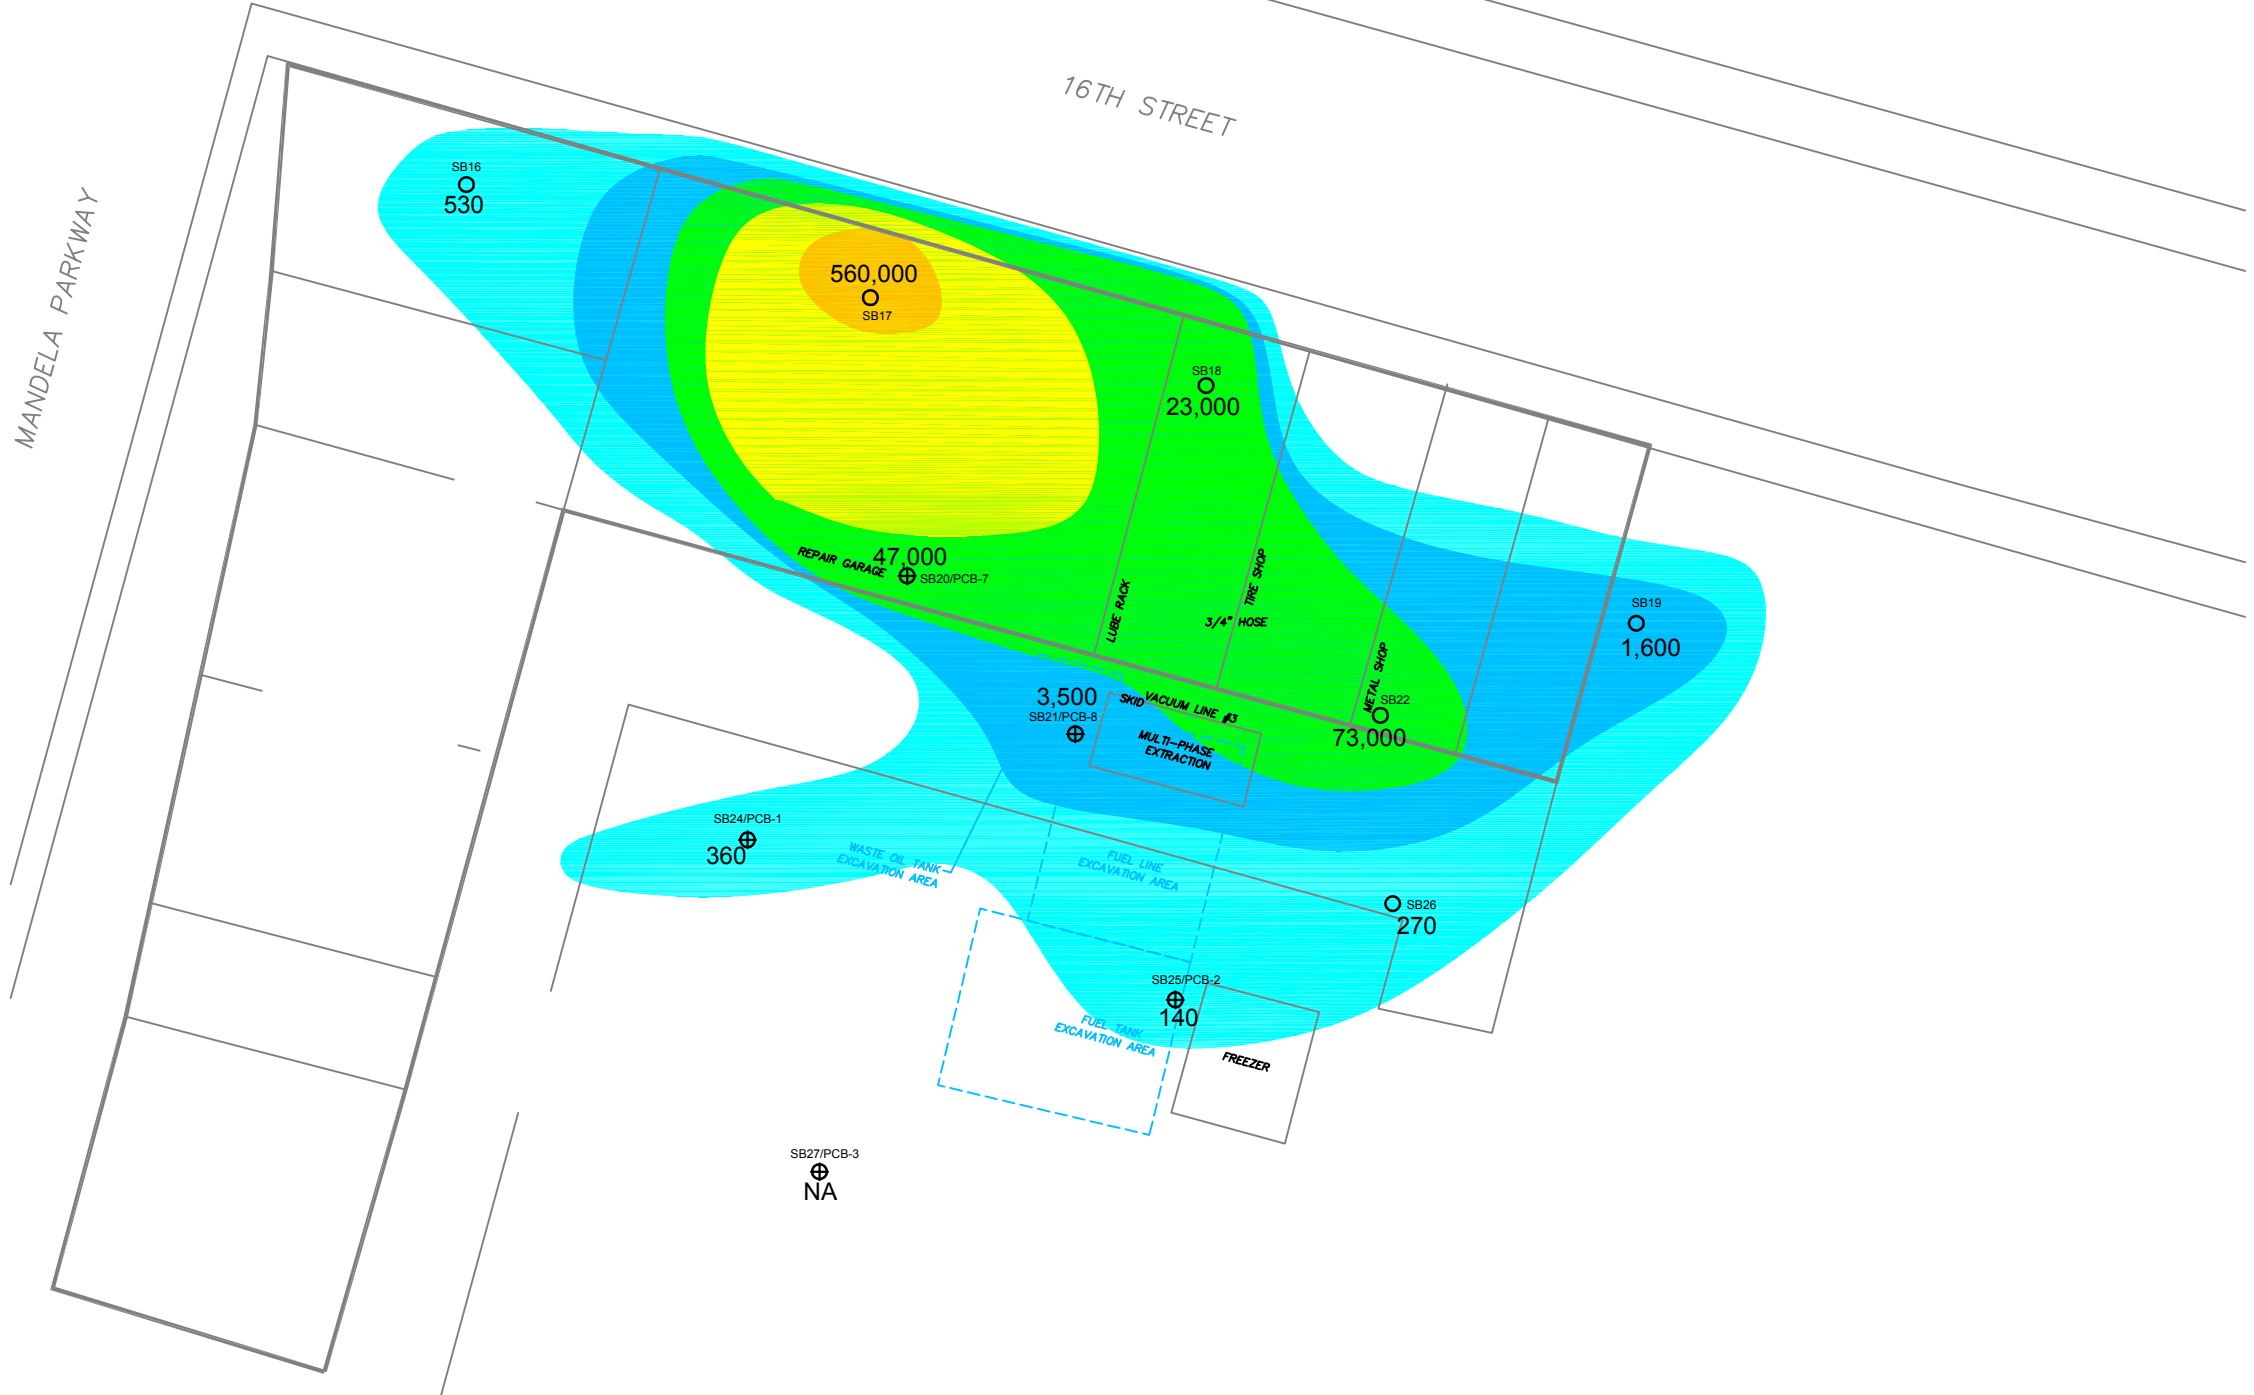 16TH STREET
MANDELA PARKWAY
SB16
530
560,000
SB17
SB18
23,000
47,000
REPAIR GARAGE
SB20/PCB-7
LUBE RACK
TIRE SHOP
3/4" HOSE
SB19
1,600
METAL SHOP
SB22
73,000
3,500
SB21/PCB-8
SKID
VACUUM LINE #3
MULTI-PHASE
EXTRACTION
SB24/PCB-1
360
WASTE OIL TANK
EXCAVATION AREA
FUEL LINE
EXCAVATION AREA
SB26
270
SB25/PCB-2
140
FUEL TANK
EXCAVATION AREA
FREEZER
SB27/PCB-3
NA